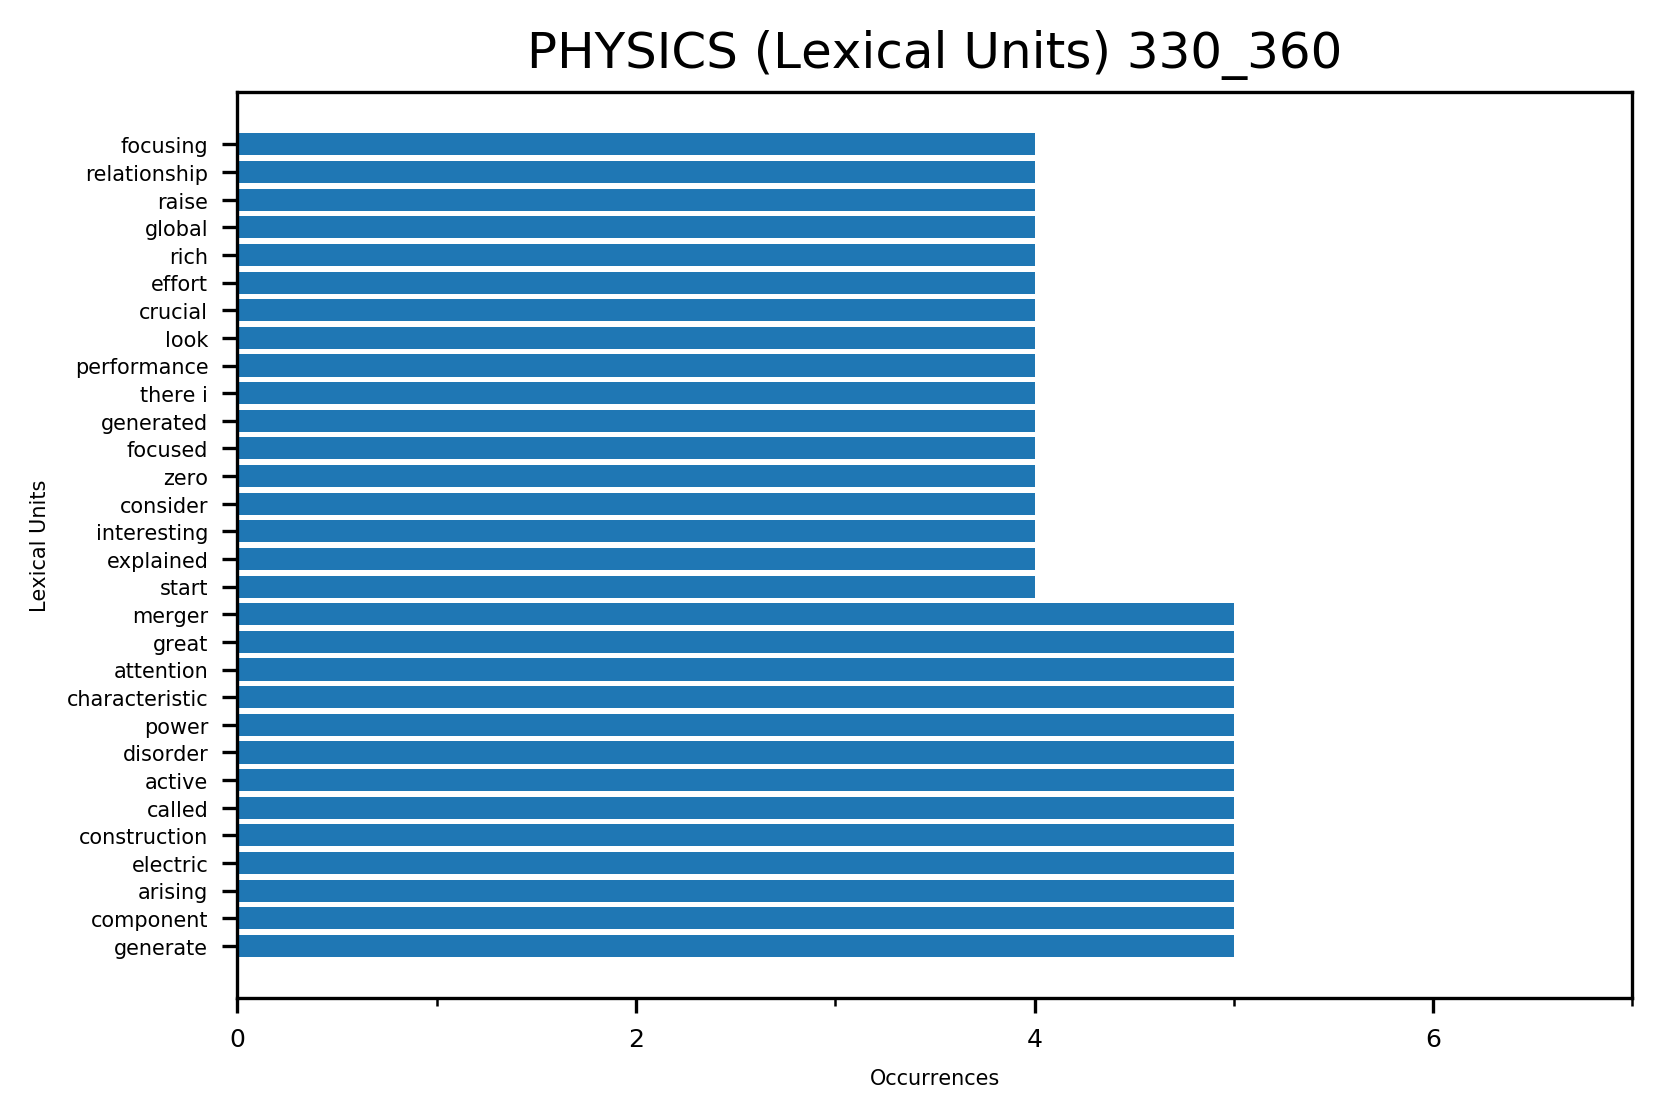 PHYSICS (Lexical Units) 330_360
focusing
relationship
raise
global
rich
effort
crucial
look
performance
there i
generated
focused
zero
consider
interesting
explained
start
merger
great
attention
characteristic
power
disorder
active
called
construction
electric
arising
component
generate
Lexical Units
0 2 4 6
Occurrences